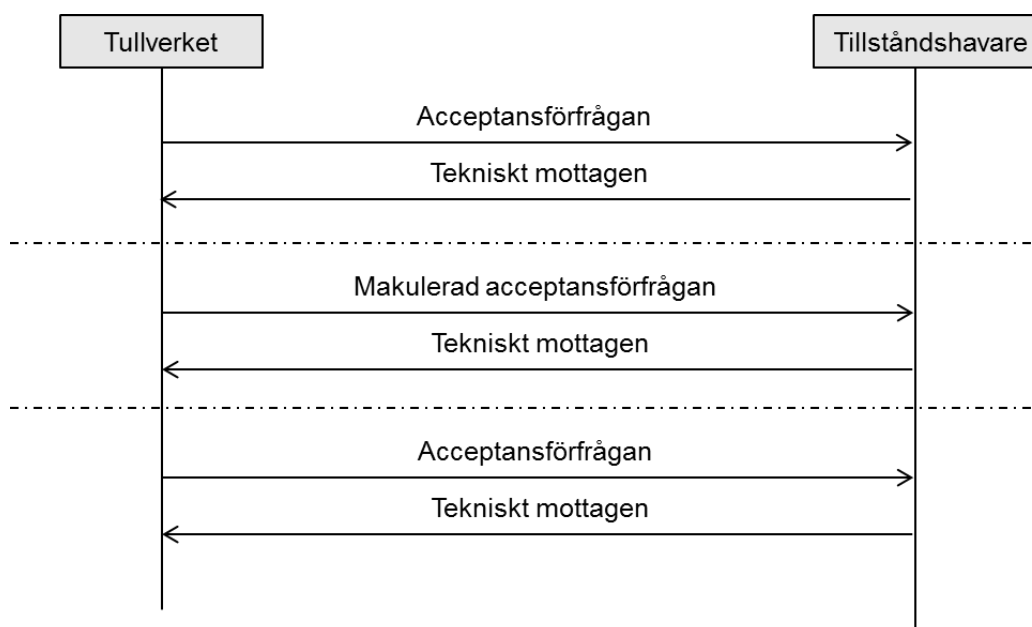 Tullverket
Tillståndshavare
Acceptansförfrågan
Tekniskt mottagen
Makulerad acceptansförfrågan
Tekniskt mottagen
Acceptansförfrågan
Tekniskt mottagen